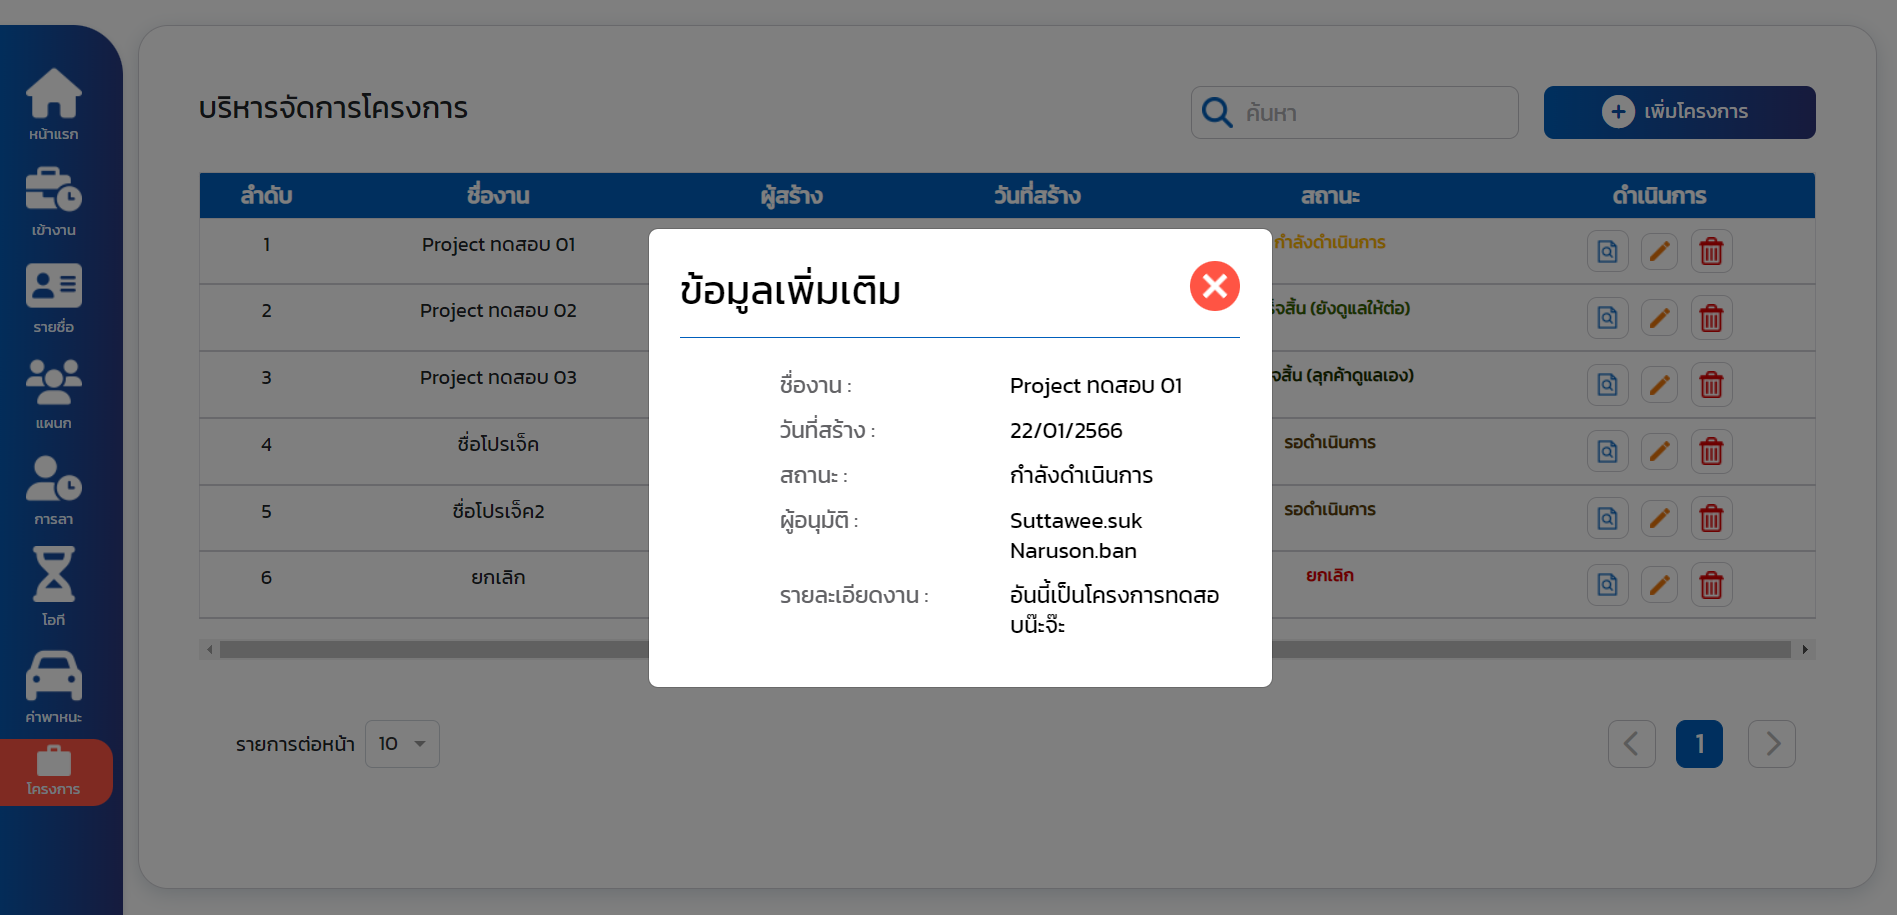 หน้าแรก
เข้างาน
รายชื่อ
แผนก
การลา
โอที
ค่าพาหนะ
โครงการ
บริหารจัดการโครงการ
ค้นหา
เพิ่มโครงการ
ลำดับ ชื่องาน ผู้สร้าง วันที่สร้าง สถานะ ดำเนินการ
1 Project ทดสอบ 01 กำลังดำเนินการ
2 Project ทดสอบ 02 จสิ้น (ยังดูแลให้ต่อ)
3 Project ทดสอบ 03 จสิ้น (ลุกค้าดูแลเอง)
4 ชื่อโปรเจ็ค รอดำเนินการ
5 ชื่อโปรเจ็ค2 รอดำเนินการ
6 ยกเลิก ยกเลิก
ข้อมูลเพิ่มเติม
ชื่องาน : Project ทดสอบ 01
วันที่สร้าง : 22/01/2566
สถานะ : กำลังดำเนินการ
ผู้อนุมัติ : Suttawee.suk
Naruson.ban
รายละเอียดงาน : อันนี้เป็นโครงการทดสอ
บน๊ะจ๊ะ
รายการต่อหน้า 10
1